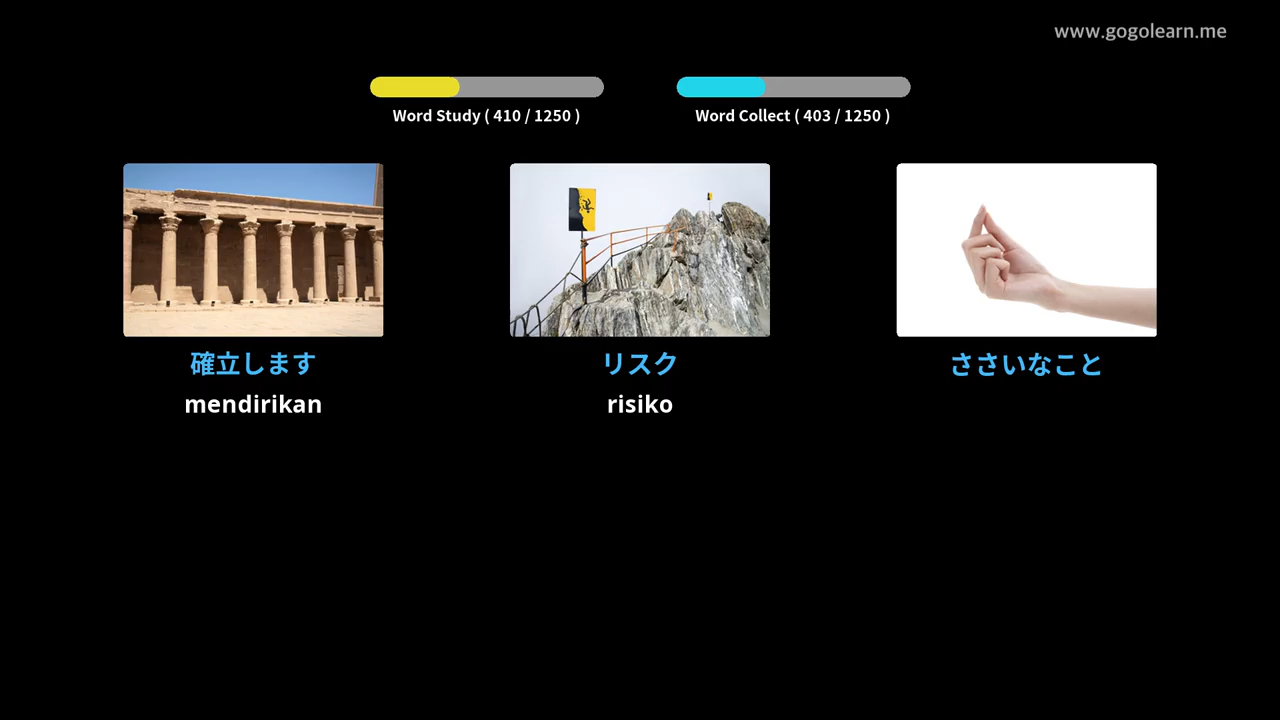 www.gogolearn.me
Word Study ( 410 / 1250 )
Word Collect ( 403 / 1250 )
確立します
リスク
ささいなこと
mendirikan
risiko